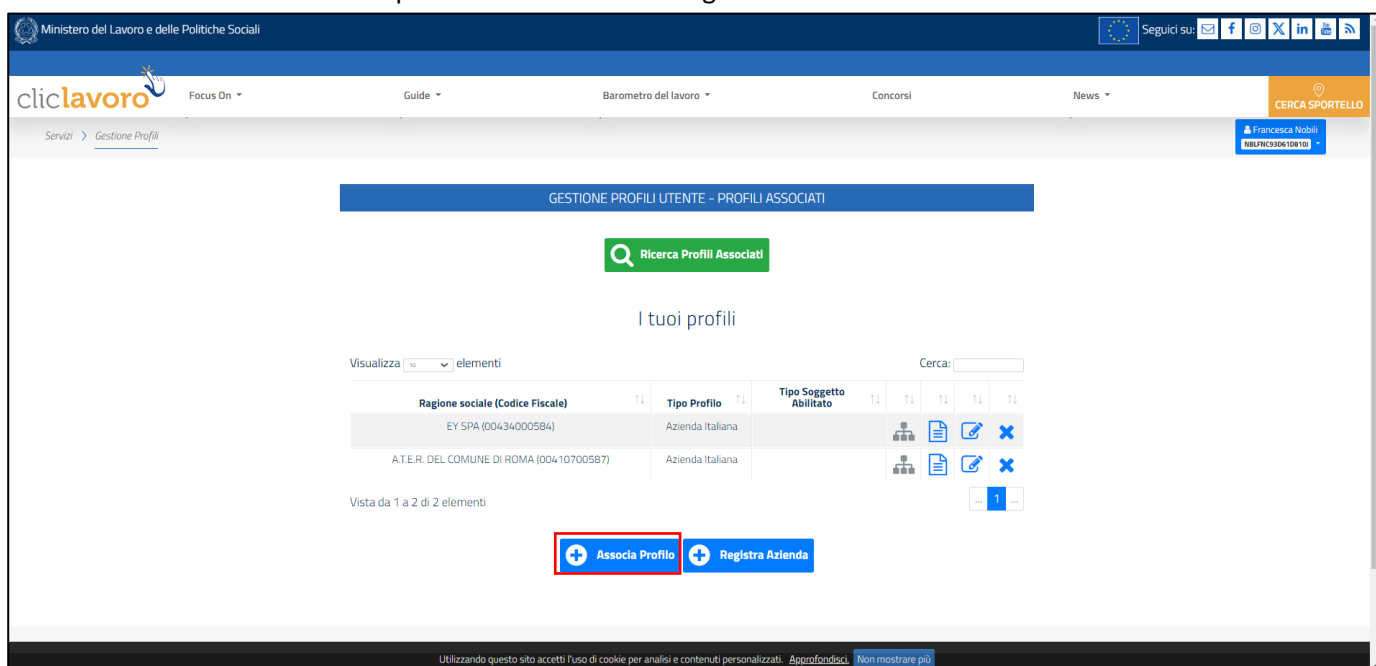 Ministero del Lavoro e delle Politiche Sociali
Seguici su:
cliclavoro
Focus On
Guide
Barometro del lavoro
Concorsi
News
CERCA SPORTELLO
Servizi > Gestione Profili
Francesca Nobili
NBLFNC93D61D810J
GESTIONE PROFILI UTENTE - PROFILI ASSOCIATI
Ricerca Profili Associati
I tuoi profili
Visualizza 10 elementi
Cerca:
Ragione sociale (Codice Fiscale) Tipo Profilo Tipo Soggetto Abilitato
EY SPA (00434000584) Azienda Italiana
A.T.E.R. DEL COMUNE DI ROMA (00410700587) Azienda Italiana
Vista da 1 a 2 di 2 elementi
... 1 ...
Associa Profilo
Registra Azienda
Utilizzando questo sito accetti l'uso di cookie per analisi e contenuti personalizzati. Approfondisci. Non mostrare più